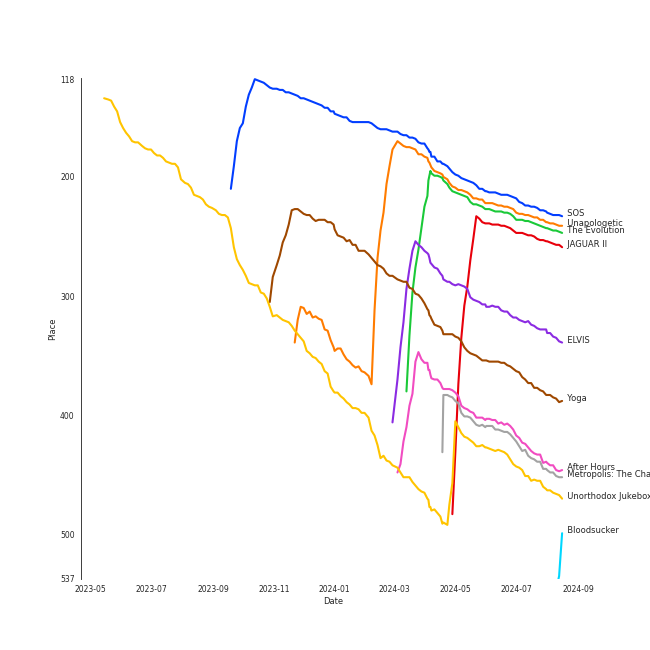 118
200
300
400
500
537
Place
2023-05
2023-07
2023-09
2023-11
2024-01
2024-03
2024-05
2024-07
2024-09
Date
SOS
Unapologetic
The Evolution
JAGUAR II
ELVIS
Yoga
After Hours
Metropolis: The Cha
Unorthodox Jukebox
Bloodsucker